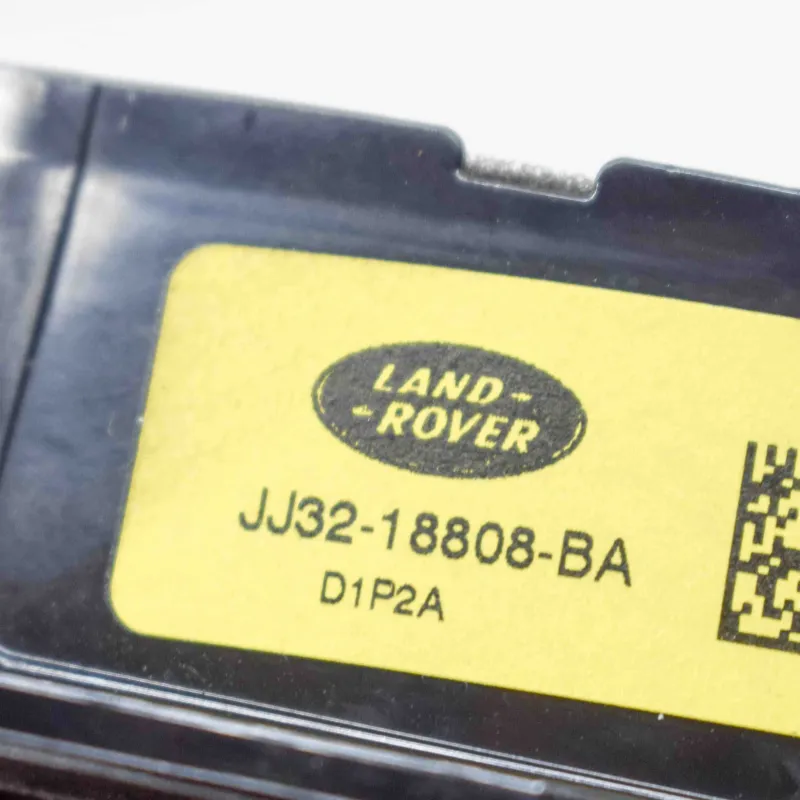 LAND-
-ROVER
JJ32-18808-BA
D1P2A